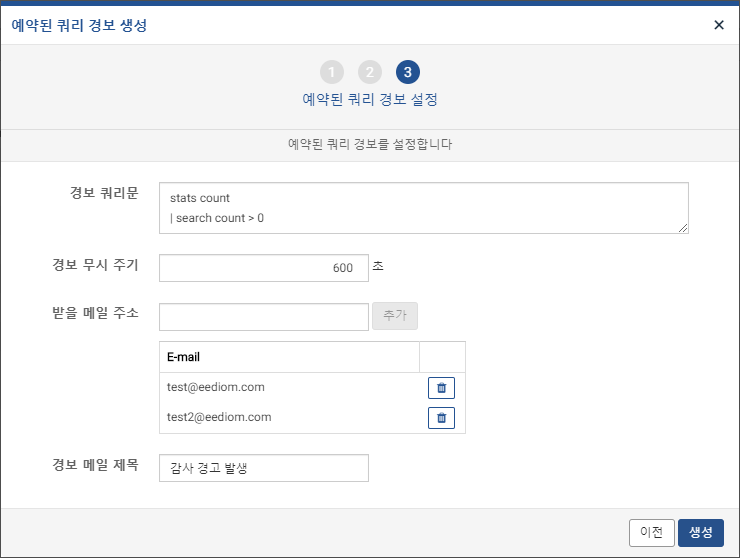 예약된 쿼리 경보 생성
1 2 3
예약된 쿼리 경보 설정
예약된 쿼리 경보를 설정합니다
경보 쿼리문
stats count
| search count > 0
경보 무시 주기 600 초
받을 메일 주소 추가
E-mail
test@eediom.com
test2@eediom.com
경보 메일 제목 감사 경고 발생
이전 생성